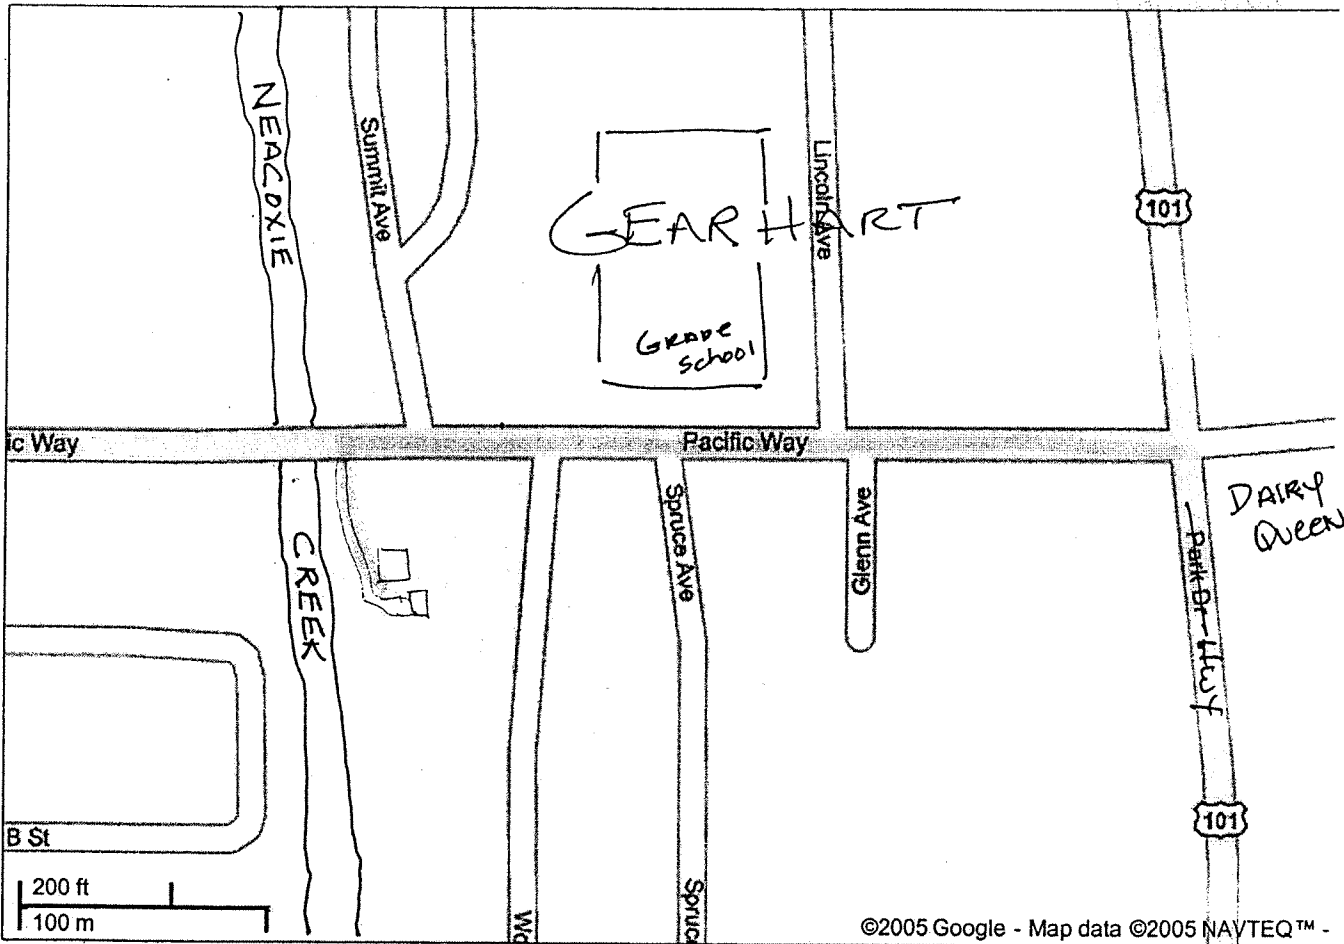 NEACOXIE
Summit Ave
Lincoln Ave
101
GEARHART
GRADE
SCHOOL
ic Way
Pacific Way
DAIRY
QUEEN
Spruce Ave
Glenn Ave
Park Dr
HWY
CREEK
101
B St
200 ft
100 m
Wo
Spruc
©2005 Google - Map data ©2005 NAVTEQ™ -